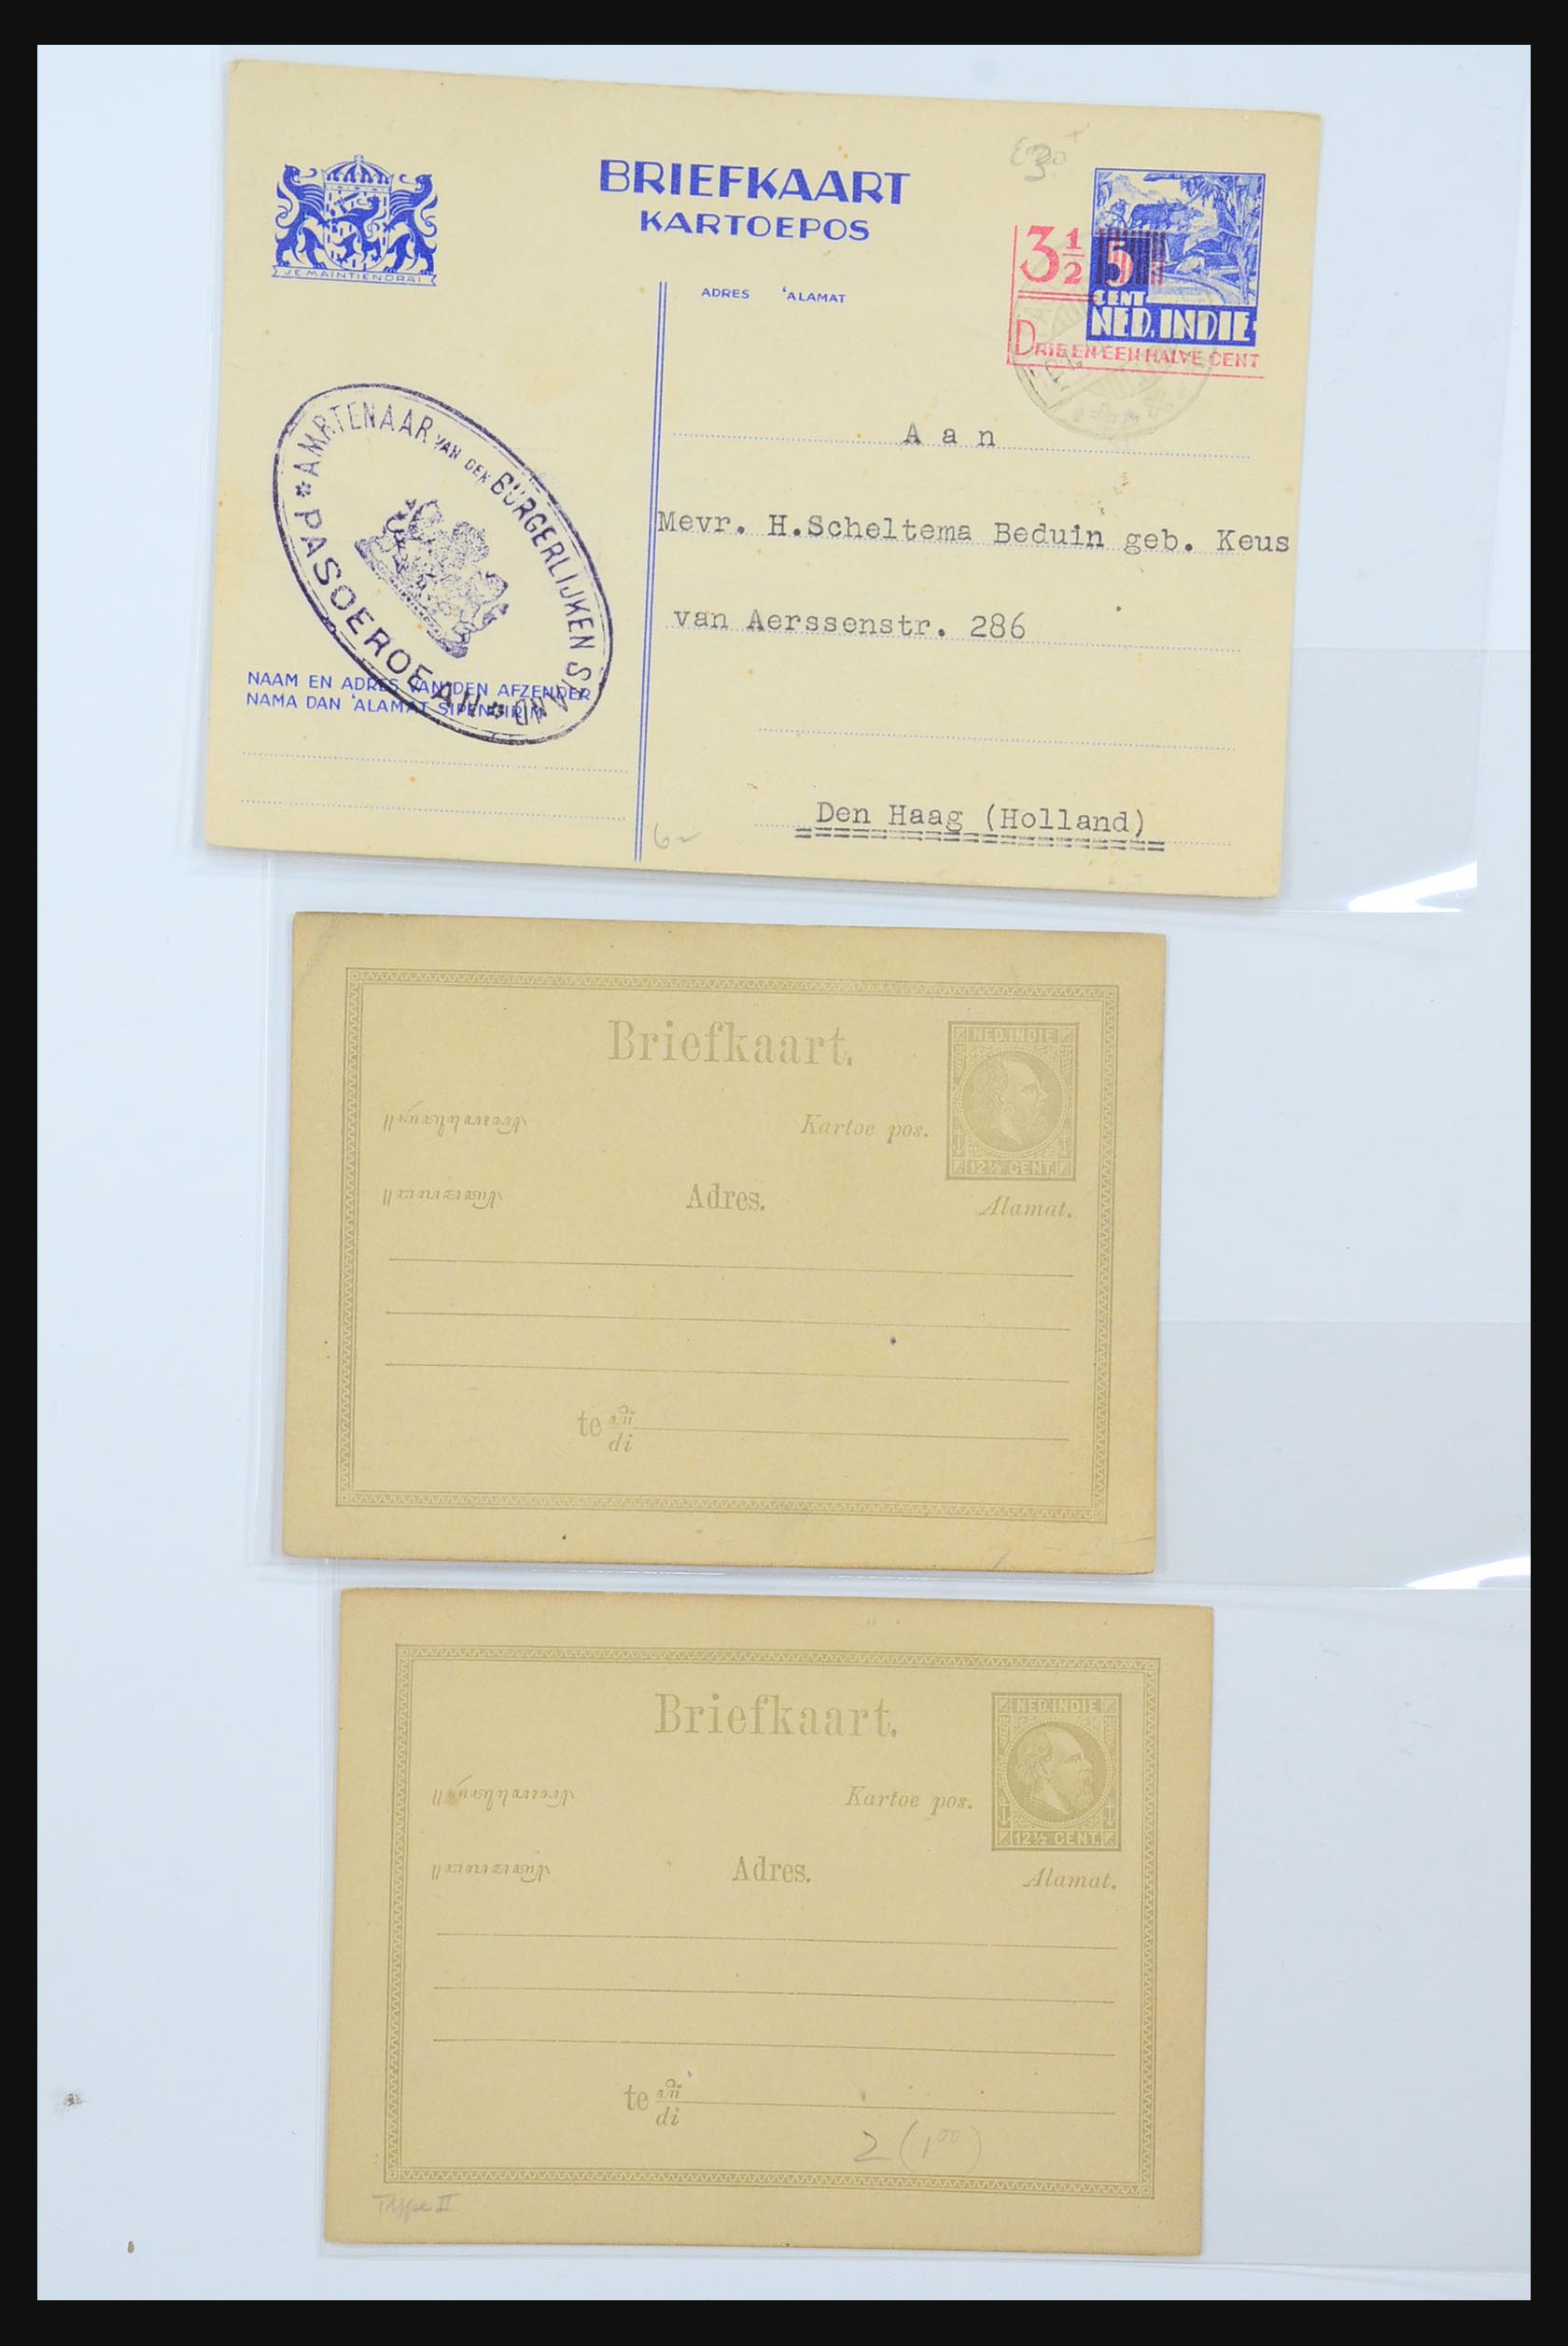 BRIEFKAART
KARTOEPOS
JE MAINTIENDRAI
ADRES 'ALAMAT
3½ 5
CENT
NED. INDIE
DRIE EN EEN HALVE CENT
AMBTENAAR VAN DEN BURGERLIJKEN STAND
PASOEROEAN
Aan
Mevr. H.Scheltema Beduin geb. Keus
van Aerssenstr. 286
Den Haag (Holland)
NAAM EN ADRES VAN DEN AFZENDER
NAMA DAN 'ALAMAT SIPENGIRIM
Briefkaart.
NED. INDIE
Kartoe pos.
12½ CENT.
Adres.
Alamat.
te
di
Briefkaart.
NED. INDIE
Kartoe pos.
12½ CENT.
Adres.
Alamat.
te
di
2 (100)
Type II